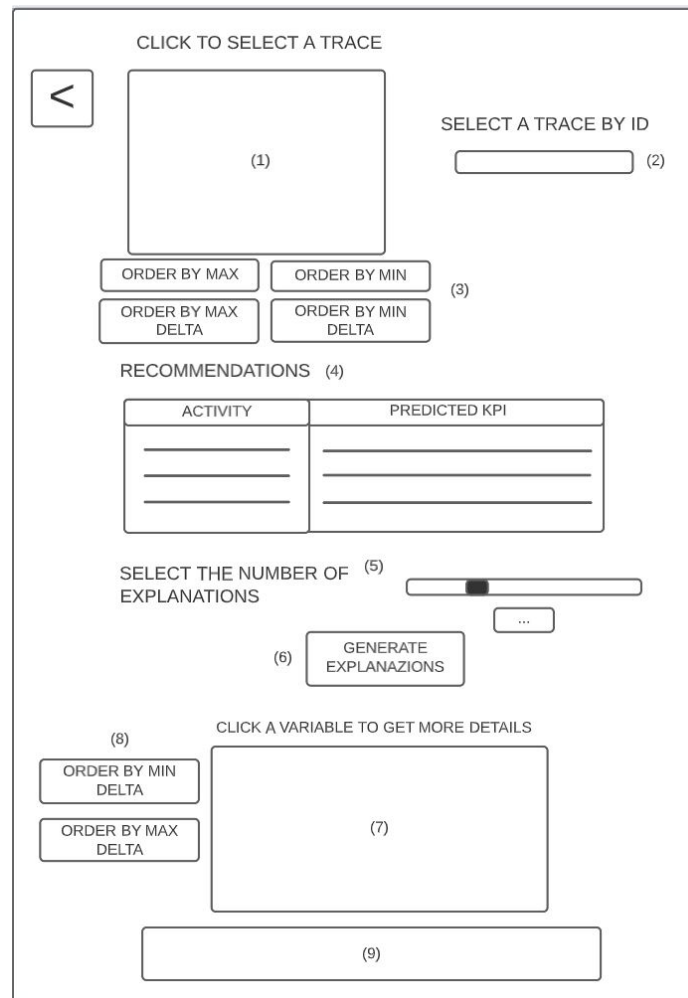 CLICK TO SELECT A TRACE
<
(1)
SELECT A TRACE BY ID
(2)
ORDER BY MAX
ORDER BY MIN
(3)
ORDER BY MAX
DELTA
ORDER BY MIN
DELTA
RECOMMENDATIONS (4)
ACTIVITY
PREDICTED KPI
SELECT THE NUMBER OF
EXPLANATIONS
(5)
...
(6)
GENERATE
EXPLANAZIONS
CLICK A VARIABLE TO GET MORE DETAILS
(8)
ORDER BY MIN
DELTA
ORDER BY MAX
DELTA
(7)
(9)